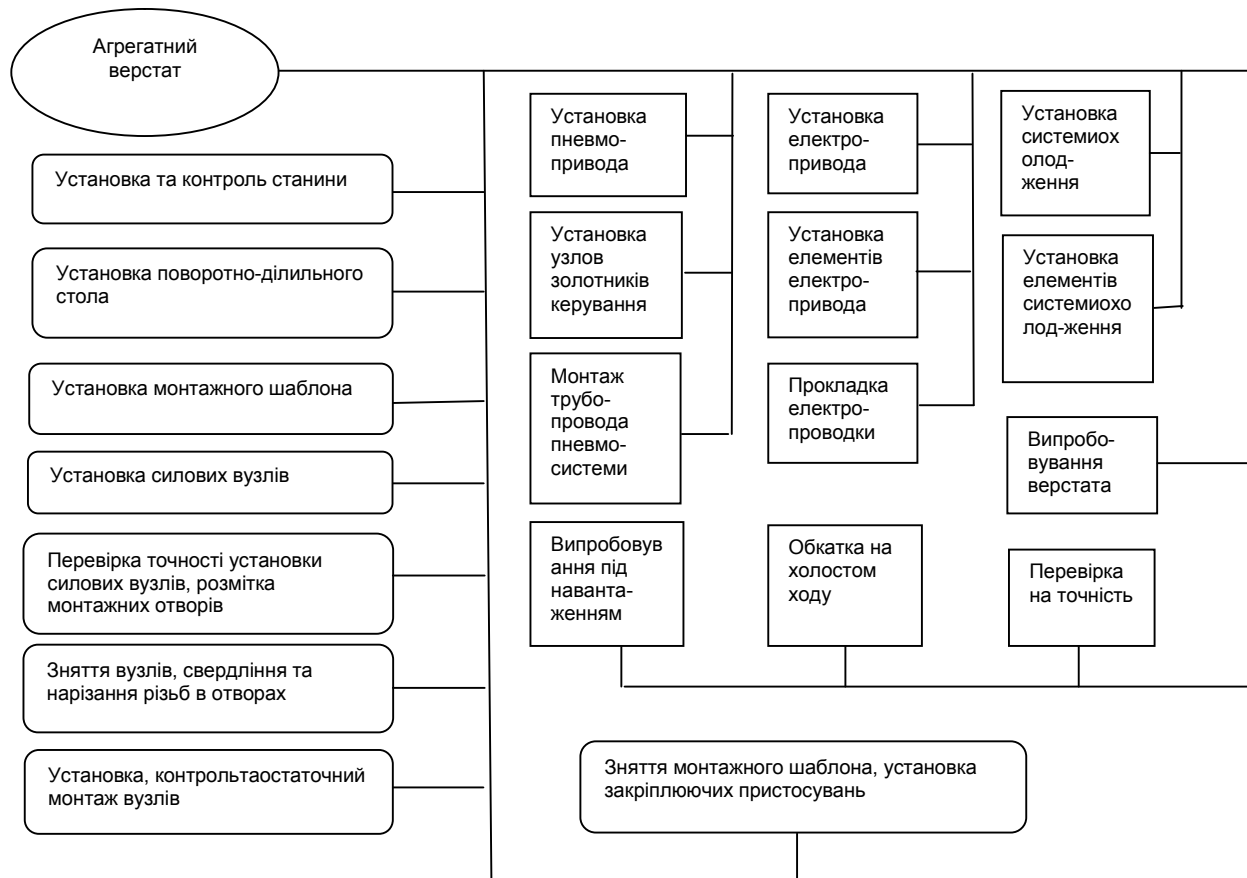 Агрегатний
верстат
Установка та контроль станини
Установка поворотно-ділильного
стола
Установка монтажного шаблона
Установка силових вузлів
Перевірка точності установки
силових вузлів, розмітка
монтажних отворів
Зняття вузлів, свердління та
нарізання різьб в отворах
Установка, контрольтаостаточний
монтаж вузлів
Установка
пневмо-
привода
Установка
узлов
золотників
керування
Монтаж
трубо-
провода
пневмо-
системи
Випробовув
ання під
наванта-
женням
Установка
електро-
привода
Установка
елементів
електро-
привода
Прокладка
електро-
проводки
Обкатка на
холостом
ходу
Установка
системиох
олод-
ження
Установка
елементів
системиохо
лод-ження
Випробо-
вування
верстата
Перевірка
на точність
Зняття монтажного шаблона, установка
закріплюючих пристосувань